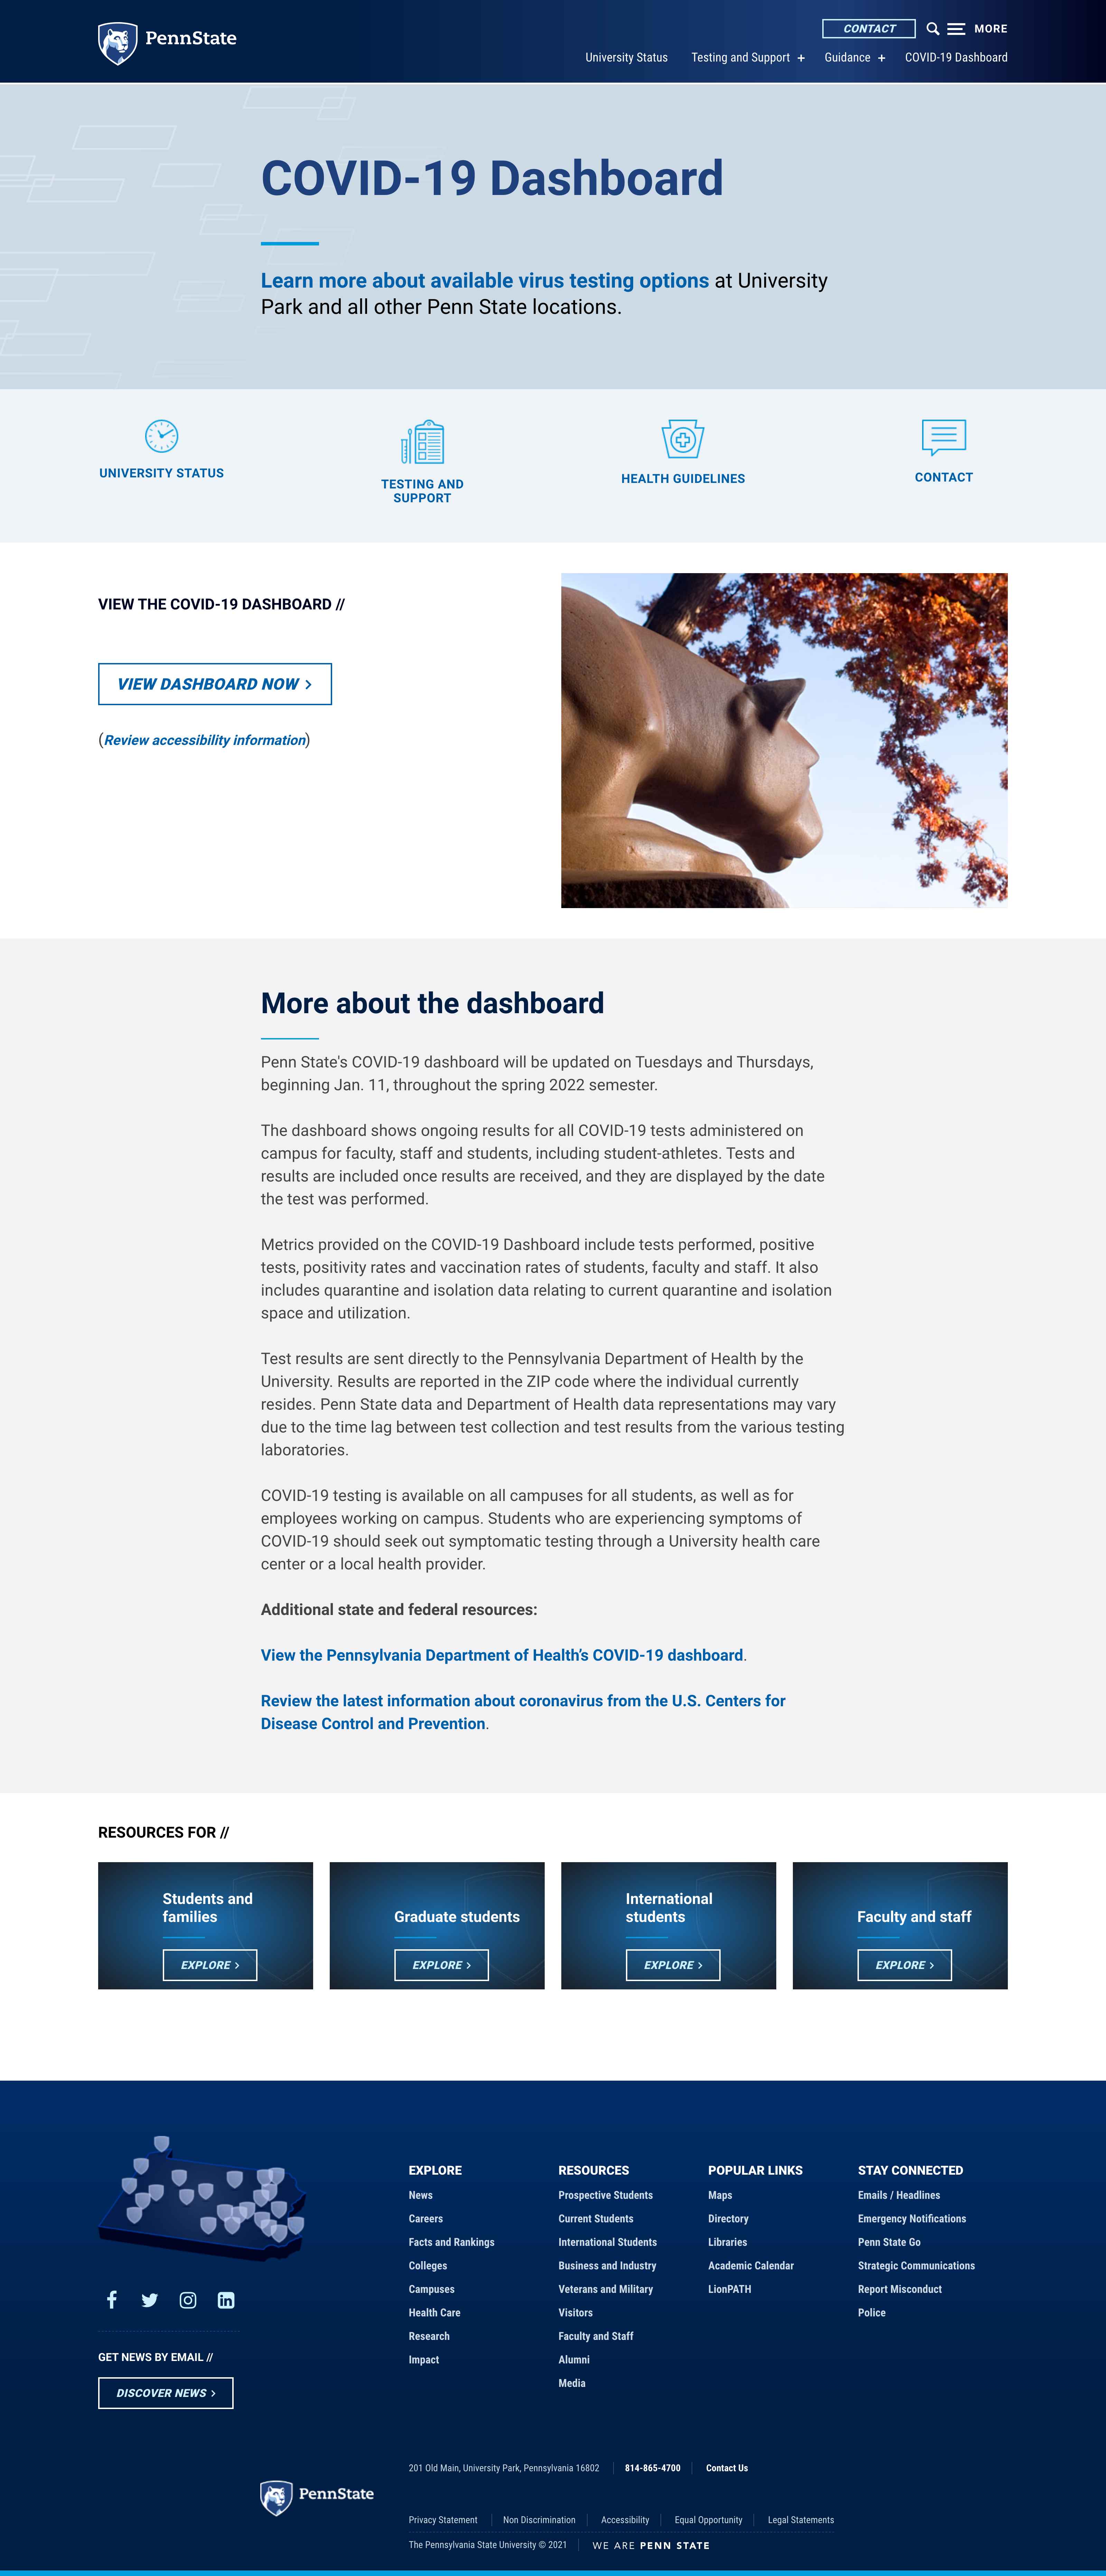 PennState
CONTACT
MORE
University Status
Testing and Support +
Guidance +
COVID-19 Dashboard
COVID-19 Dashboard
Learn more about available virus testing options at University
Park and all other Penn State locations.
UNIVERSITY STATUS
TESTING AND
SUPPORT
HEALTH GUIDELINES
CONTACT
VIEW THE COVID-19 DASHBOARD //
VIEW DASHBOARD NOW >
(Review accessibility information)
More about the dashboard
Penn State's COVID-19 dashboard will be updated on Tuesdays and Thursdays,
beginning Jan. 11, throughout the spring 2022 semester.
The dashboard shows ongoing results for all COVID-19 tests administered on
campus for faculty, staff and students, including student-athletes. Tests and
results are included once results are received, and they are displayed by the date
the test was performed.
Metrics provided on the COVID-19 Dashboard include tests performed, positive
tests, positivity rates and vaccination rates of students, faculty and staff. It also
includes quarantine and isolation data relating to current quarantine and isolation
space and utilization.
Test results are sent directly to the Pennsylvania Department of Health by the
University. Results are reported in the ZIP code where the individual currently
resides. Penn State data and Department of Health data representations may vary
due to the time lag between test collection and test results from the various testing
laboratories.
COVID-19 testing is available on all campuses for all students, as well as for
employees working on campus. Students who are experiencing symptoms of
COVID-19 should seek out symptomatic testing through a University health care
center or a local health provider.
Additional state and federal resources:
View the Pennsylvania Department of Health’s COVID-19 dashboard.
Review the latest information about coronavirus from the U.S. Centers for
Disease Control and Prevention.
RESOURCES FOR //
Students and
families
EXPLORE >
Graduate students
EXPLORE >
International
students
EXPLORE >
Faculty and staff
EXPLORE >
GET NEWS BY EMAIL //
DISCOVER NEWS >
EXPLORE
News
Careers
Facts and Rankings
Colleges
Campuses
Health Care
Research
Impact
RESOURCES
Prospective Students
Current Students
International Students
Business and Industry
Veterans and Military
Visitors
Faculty and Staff
Alumni
Media
POPULAR LINKS
Maps
Directory
Libraries
Academic Calendar
LionPATH
STAY CONNECTED
Emails / Headlines
Emergency Notifications
Penn State Go
Strategic Communications
Report Misconduct
Police
PennState
201 Old Main, University Park, Pennsylvania 16802
814-865-4700
Contact Us
Privacy Statement
Non Discrimination
Accessibility
Equal Opportunity
Legal Statements
The Pennsylvania State University © 2021
WE ARE PENN STATE